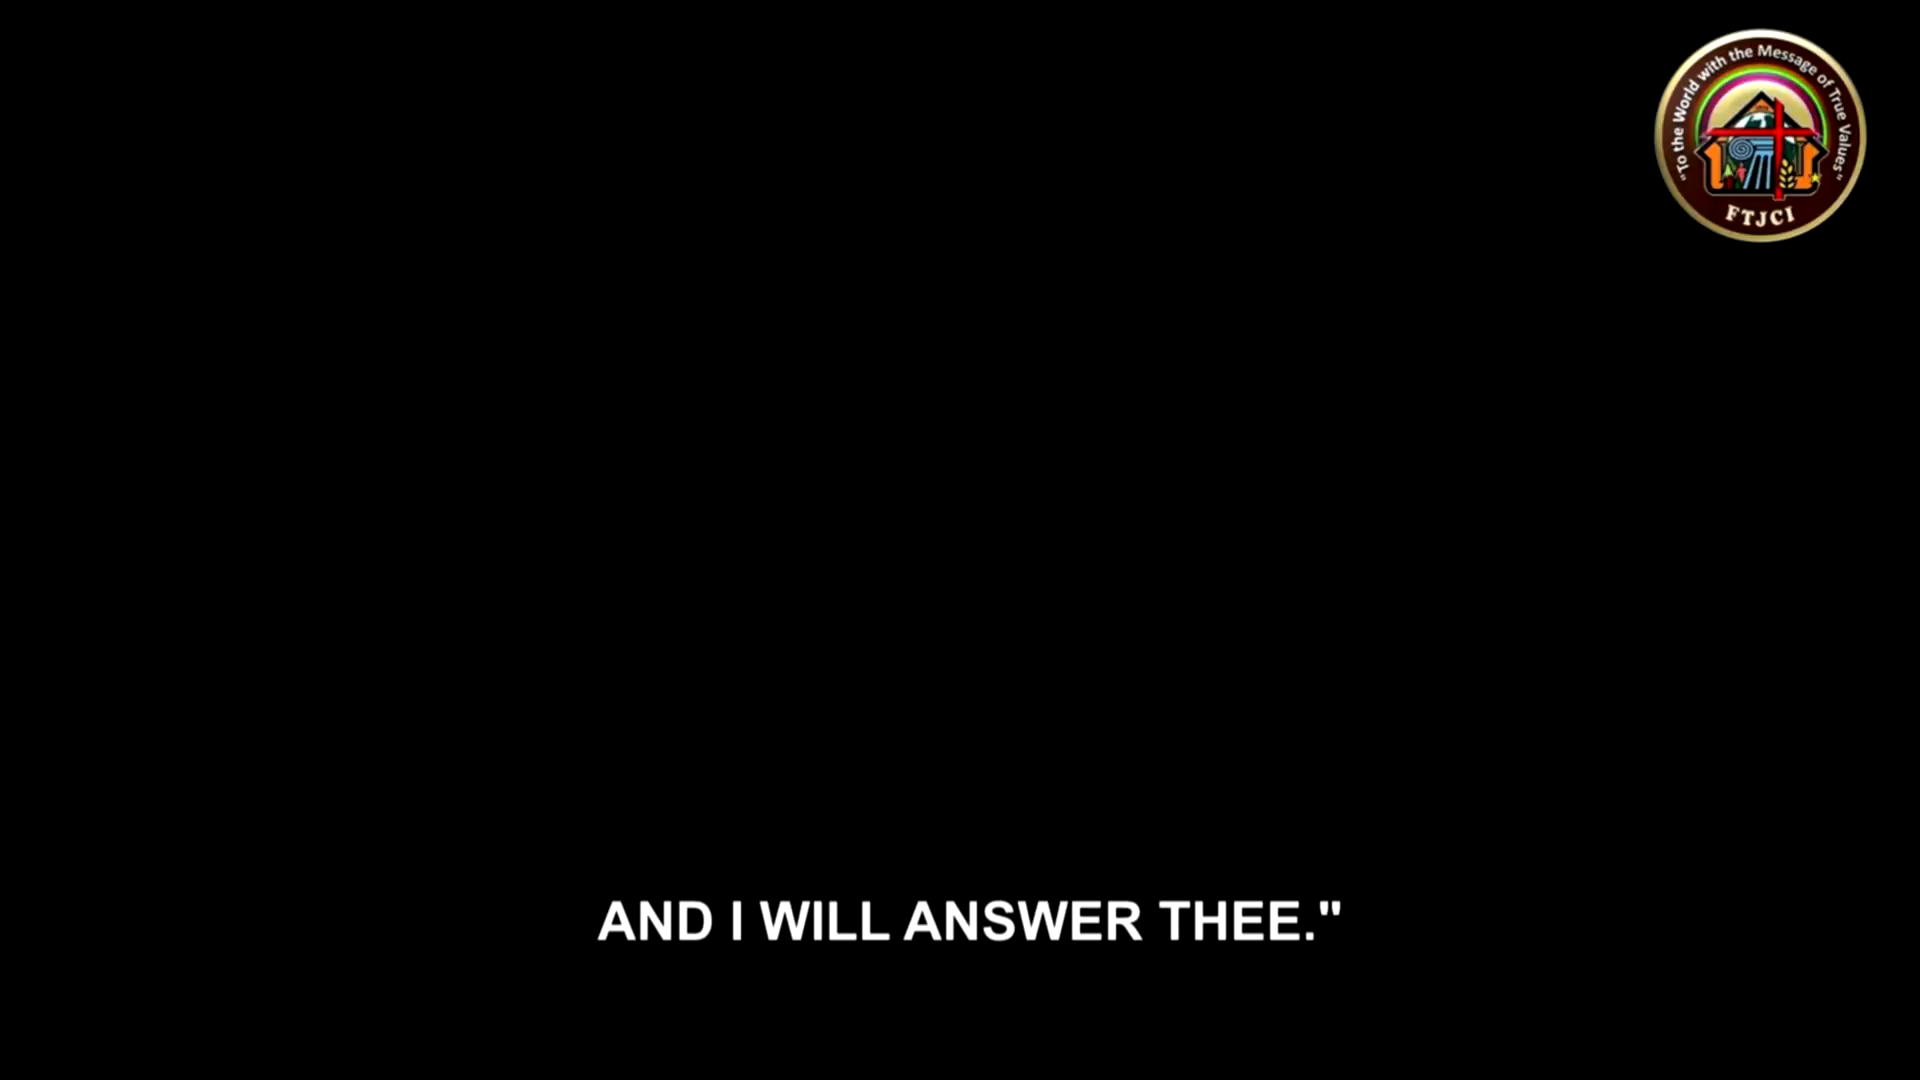 "To the World with the Message of True Values"
FTJCI
AND I WILL ANSWER THEE."